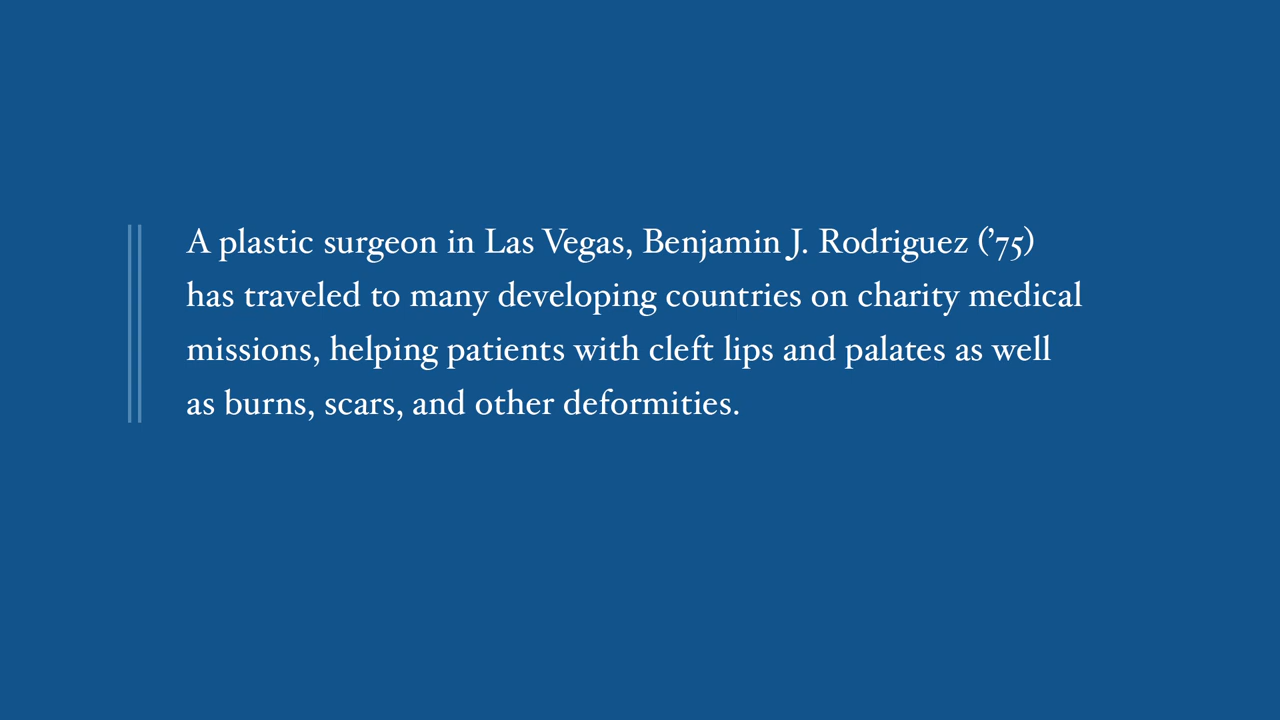 A plastic surgeon in Las Vegas, Benjamin J. Rodriguez (’75)
has traveled to many developing countries on charity medical
missions, helping patients with cleft lips and palates as well
as burns, scars, and other deformities.